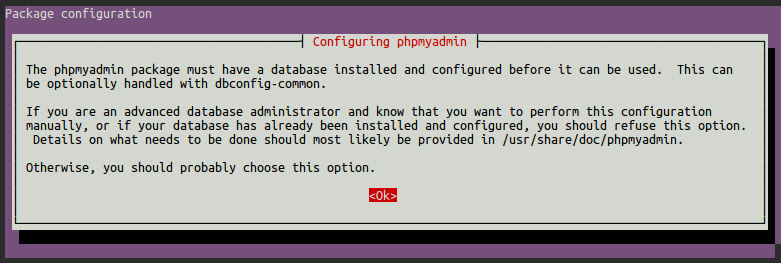 Package configuration
Configuring phpmyadmin
The phpmyadmin package must have a database installed and configured before it can be used.  This can
be optionally handled with dbconfig-common.
If you are an advanced database administrator and know that you want to perform this configuration
manually, or if your database has already been installed and configured, you should refuse this option.
 Details on what needs to be done should most likely be provided in /usr/share/doc/phpmyadmin.
Otherwise, you should probably choose this option.
<Ok>